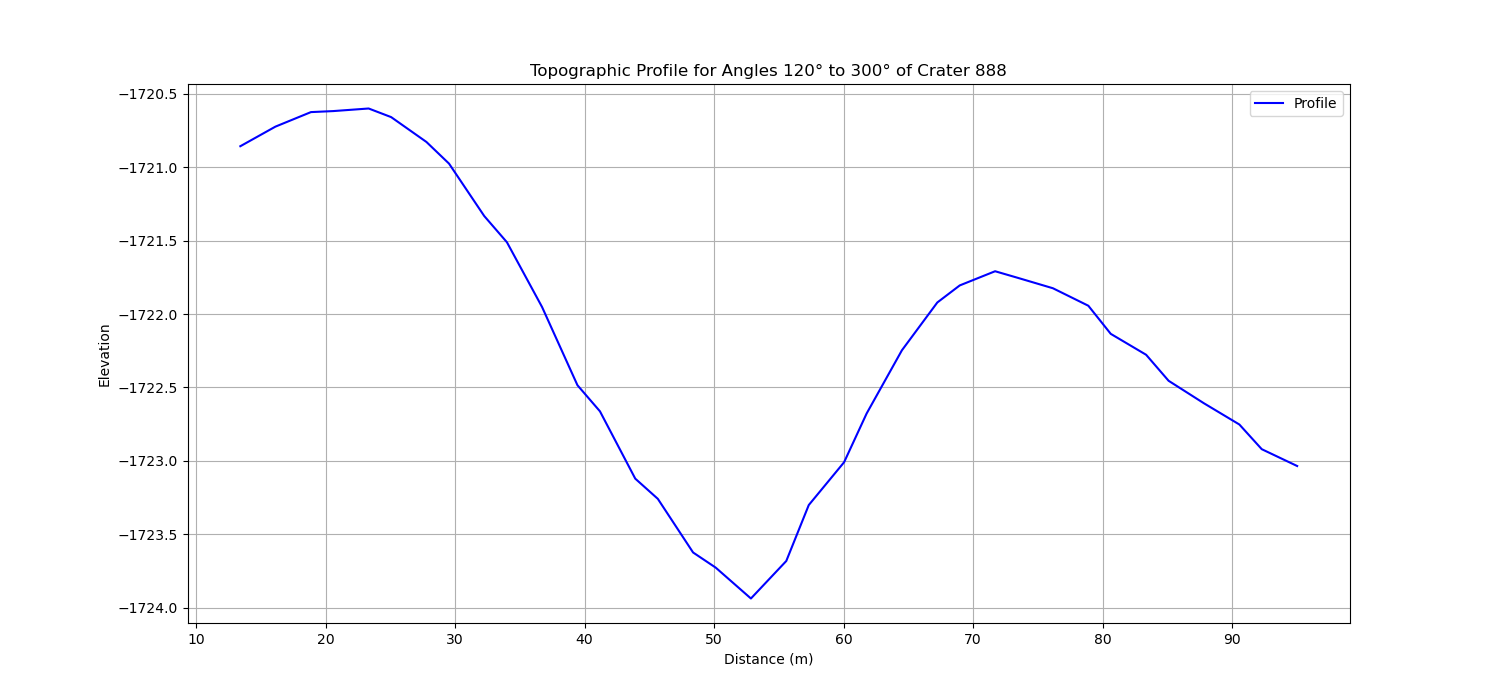 Topographic Profile for Angles 120° to 300° of Crater 888
Profile
Elevation
−1720.5
−1721.0
−1721.5
−1722.0
−1722.5
−1723.0
−1723.5
−1724.0
10 20 30 40 50 60 70 80 90
Distance (m)